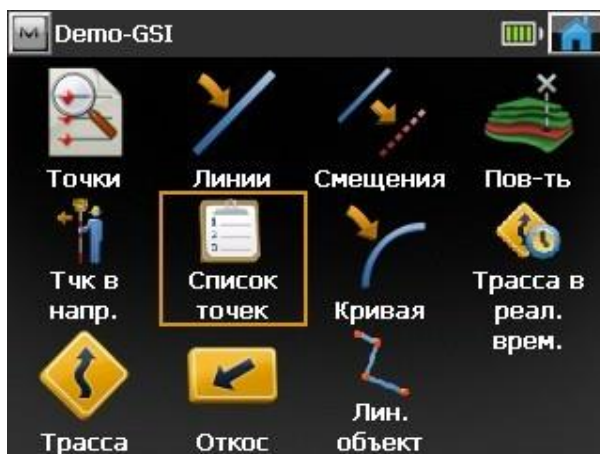 Demo-GSI
Точки
Линии
Смещения
Пов-ть
Тчк в
напр.
Список
точек
Кривая
Трасса в
реал.
врем.
Трасса
Откос
Лин.
объект